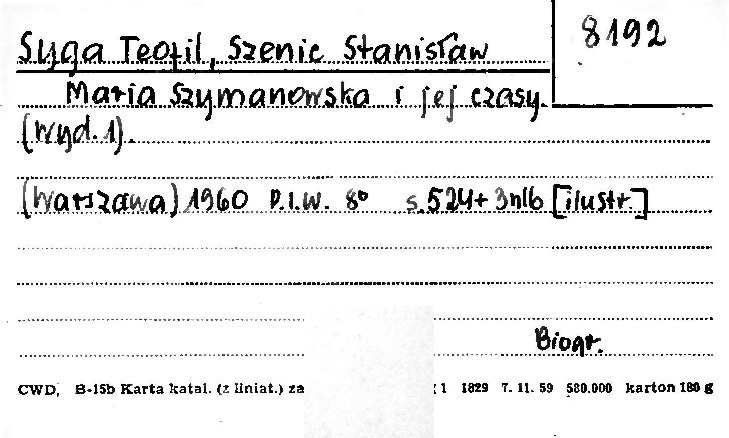 8192
Syga Teofil, Szenic Stanisław
Maria Szymanowska i jej czasy.
(Wyd. 1).
(Warszawa) 1960 P.I.W. 8° s. 524 + 3nlb [ilustr.]
Biogr.
CWD, B-15b Karta katal. (z liniat.) za 1 1829 7. 11. 59 580.000 karton 180 g